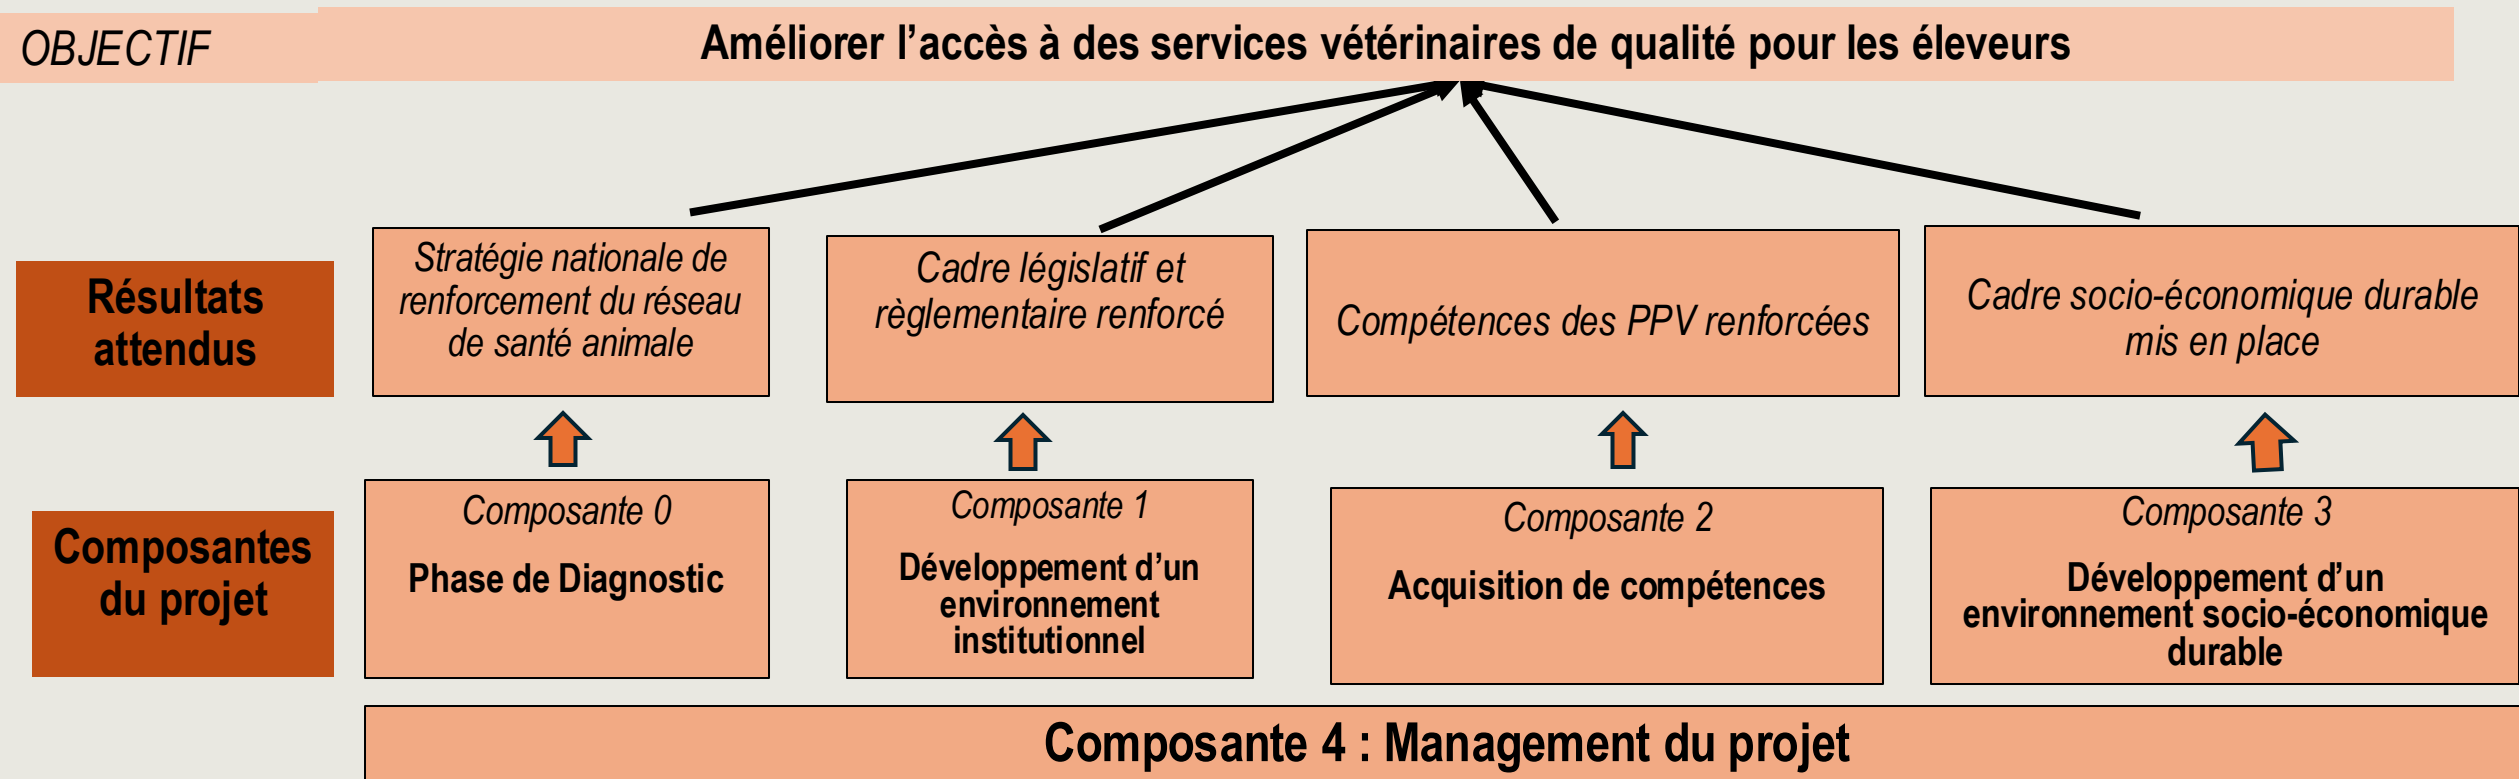 OBJECTIF
Améliorer l’accès à des services vétérinaires de qualité pour les éleveurs
Résultats
attendus
Stratégie nationale de
renforcement du réseau
de santé animale
Cadre législatif et
règlementaire renforcé
Compétences des PPV renforcées
Cadre socio-économique durable
mis en place
Composantes
du projet
Composante 0
Phase de Diagnostic
Composante 1
Développement d’un
environnement
institutionnel
Composante 2
Acquisition de compétences
Composante 3
Développement d’un
environnement socio-économique
durable
Composante 4 : Management du projet